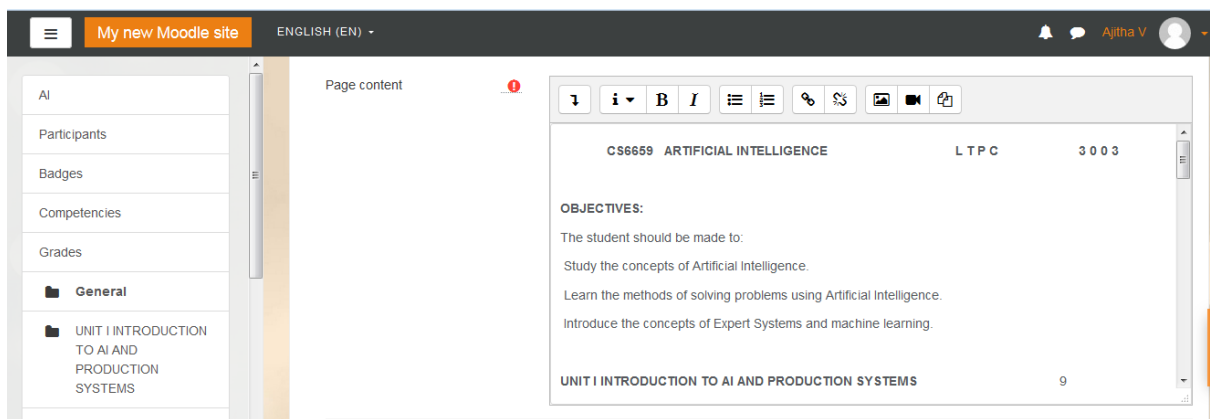 My new Moodle site ENGLISH (EN) Ajitha V
AI
Participants
Badges
Competencies
Grades
General
UNIT I INTRODUCTION
TO AI AND
PRODUCTION
SYSTEMS
Page content
B I
CS6659 ARTIFICIAL INTELLIGENCE L T P C 3 0 0 3
OBJECTIVES:
The student should be made to:
Study the concepts of Artificial Intelligence.
Learn the methods of solving problems using Artificial Intelligence.
Introduce the concepts of Expert Systems and machine learning.
UNIT I INTRODUCTION TO AI AND PRODUCTION SYSTEMS 9